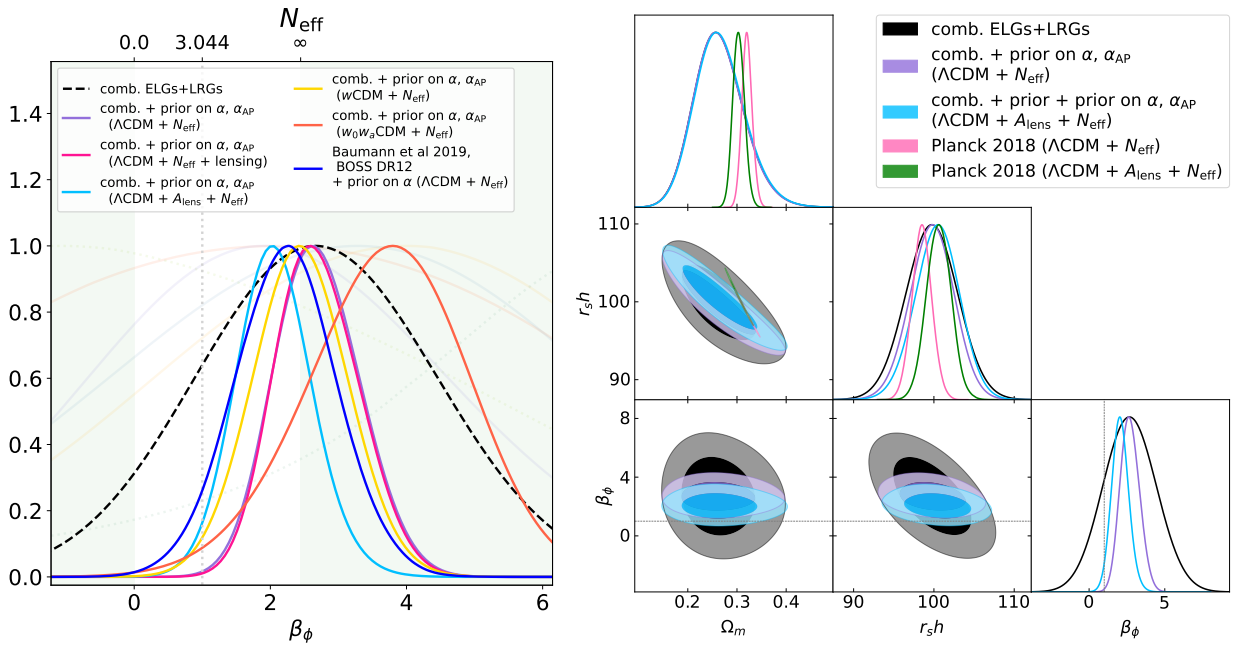 N_eff
0.0 3.044 ∞
comb. ELGs+LRGs
comb. + prior on α, α_AP
(ΛCDM + N_eff)
comb. + prior on α, α_AP
(ΛCDM + N_eff + lensing)
comb. + prior on α, α_AP
(ΛCDM + A_lens + N_eff)
comb. + prior on α, α_AP
(wCDM + N_eff)
comb. + prior on α, α_AP
(w_0w_aCDM + N_eff)
Baumann et al 2019,
BOSS DR12
+ prior on α (ΛCDM + N_eff)
1.4
1.2
1.0
0.8
0.6
0.4
0.2
0.0
0 2 4 6
β_ϕ
comb. ELGs+LRGs
comb. + prior on α, α_AP
(ΛCDM + N_eff)
comb. + prior + prior on α, α_AP
(ΛCDM + A_lens + N_eff)
Planck 2018 (ΛCDM + N_eff)
Planck 2018 (ΛCDM + A_lens + N_eff)
110
100
90
r_sh
8
4
0
β_ϕ
0.2 0.3 0.4
Ω_m
90 100 110
r_sh
0 5
β_ϕ